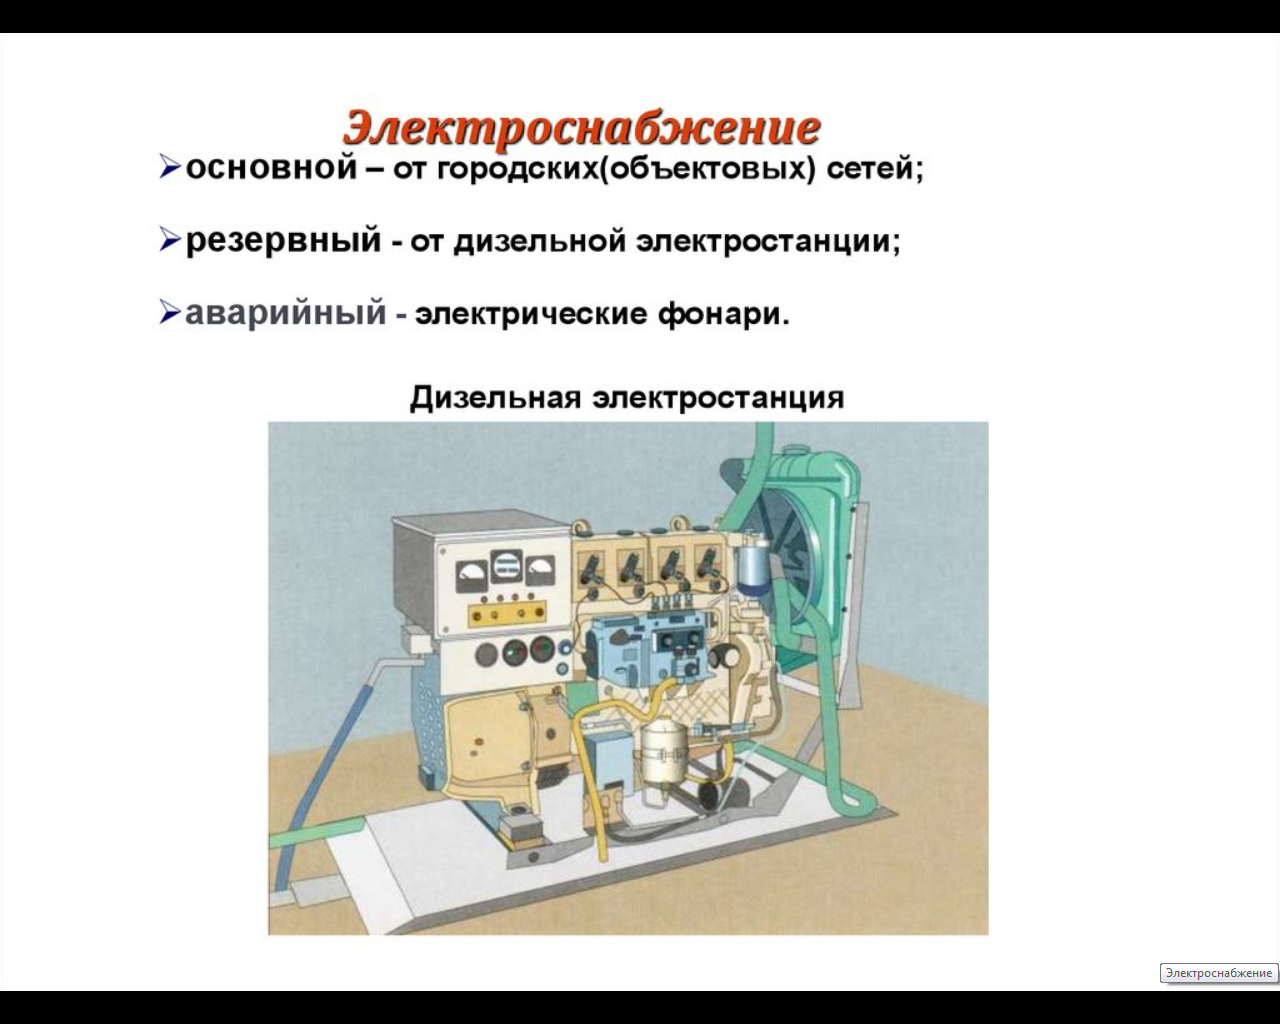 Электроснабжение
основной – от городских(объектовых) сетей;
резервный - от дизельной электростанции;
аварийный - электрические фонари.
Дизельная электростанция
Электроснабжение